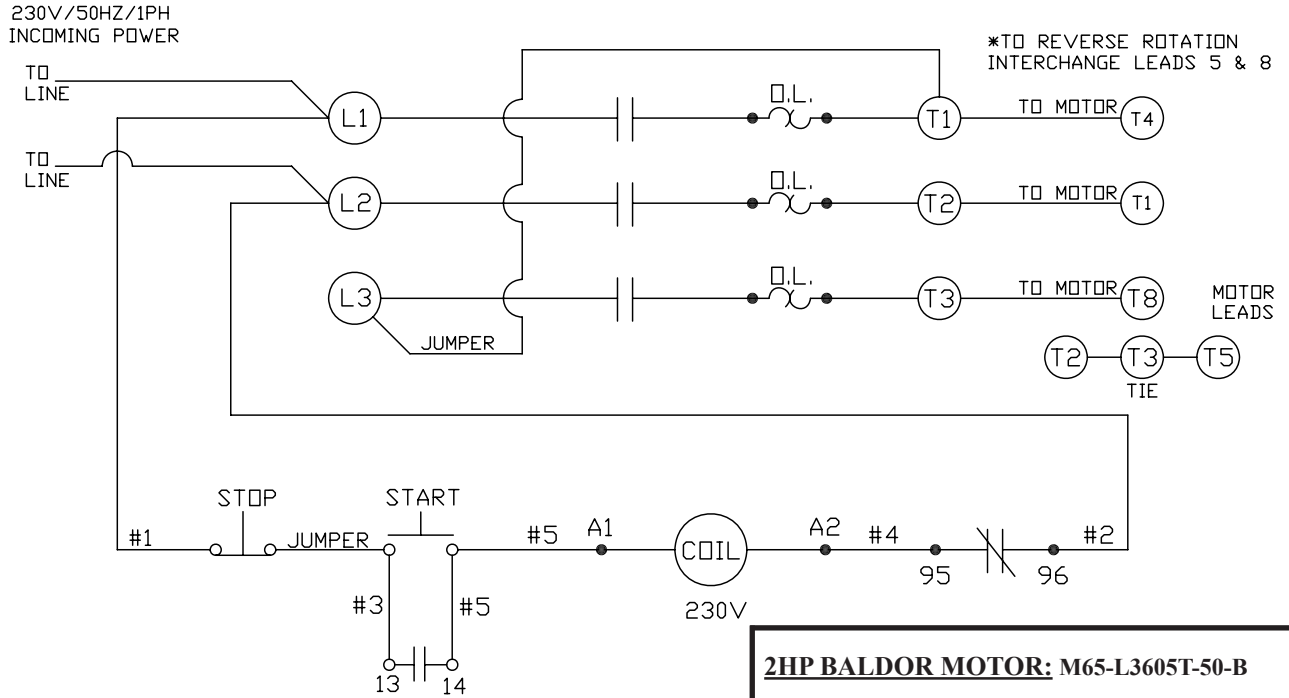 230V/50HZ/1PH
INCOMING POWER
*TO REVERSE ROTATION
INTERCHANGE LEADS 5 & 8
TO
LINE
L1
O.L.
T1
TO MOTOR
T4
TO
LINE
L2
O.L.
T2
TO MOTOR
T1
L3
O.L.
T3
TO MOTOR
T8
MOTOR
LEADS
JUMPER
T2
T3
T5
TIE
STOP
START
#1
JUMPER
#5
A1
COIL
A2
#4
#2
95
96
230V
#3
#5
13
14
2HP BALDOR MOTOR: M65-L3605T-50-B